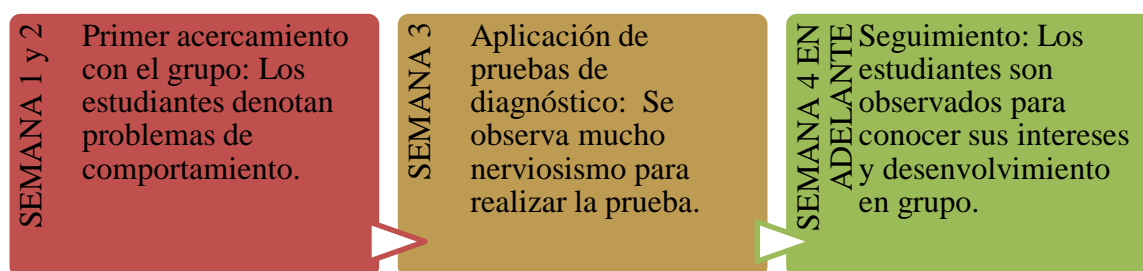 SEMANA 1 y 2
Primer acercamiento
con el grupo: Los
estudiantes denotan
problemas de
comportamiento.
SEMANA 3
Aplicación de
pruebas de
diagnóstico: Se
observa mucho
nerviosismo para
realizar la prueba.
SEMANA 4 EN
ADELANTE
Seguimiento: Los
estudiantes son
observados para
conocer sus intereses
y desenvolvimiento
en grupo.